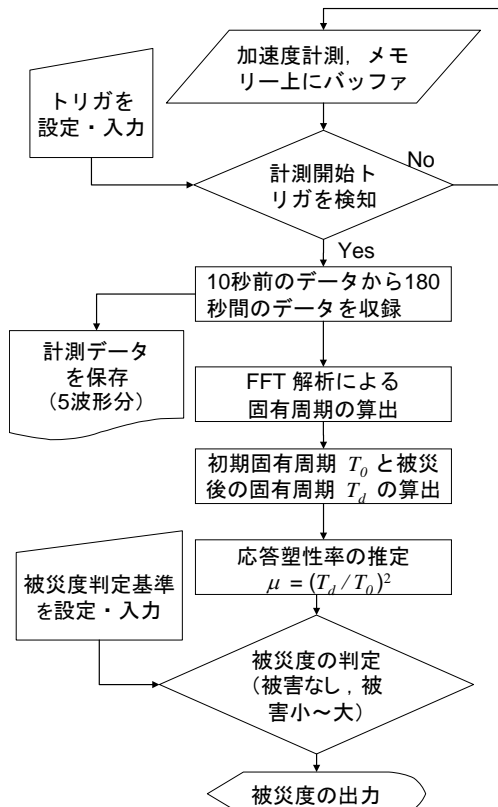 加速度計測，メモ
リー上にバッファ
トリガを
設定・入力
計測開始ト
リガを検知
No
Yes
10秒前のデータから180
秒間のデータを収録
計測データ
を保存
（5波形分）
FFT 解析による
固有周期の算出
初期固有周期 T₀ と被災
後の固有周期 T_d の算出
応答塑性率の推定
μ = (T_d / T₀)²
被災度判定基準
を設定・入力
被災度の判定
（被害なし，被
害小～大）
被災度の出力